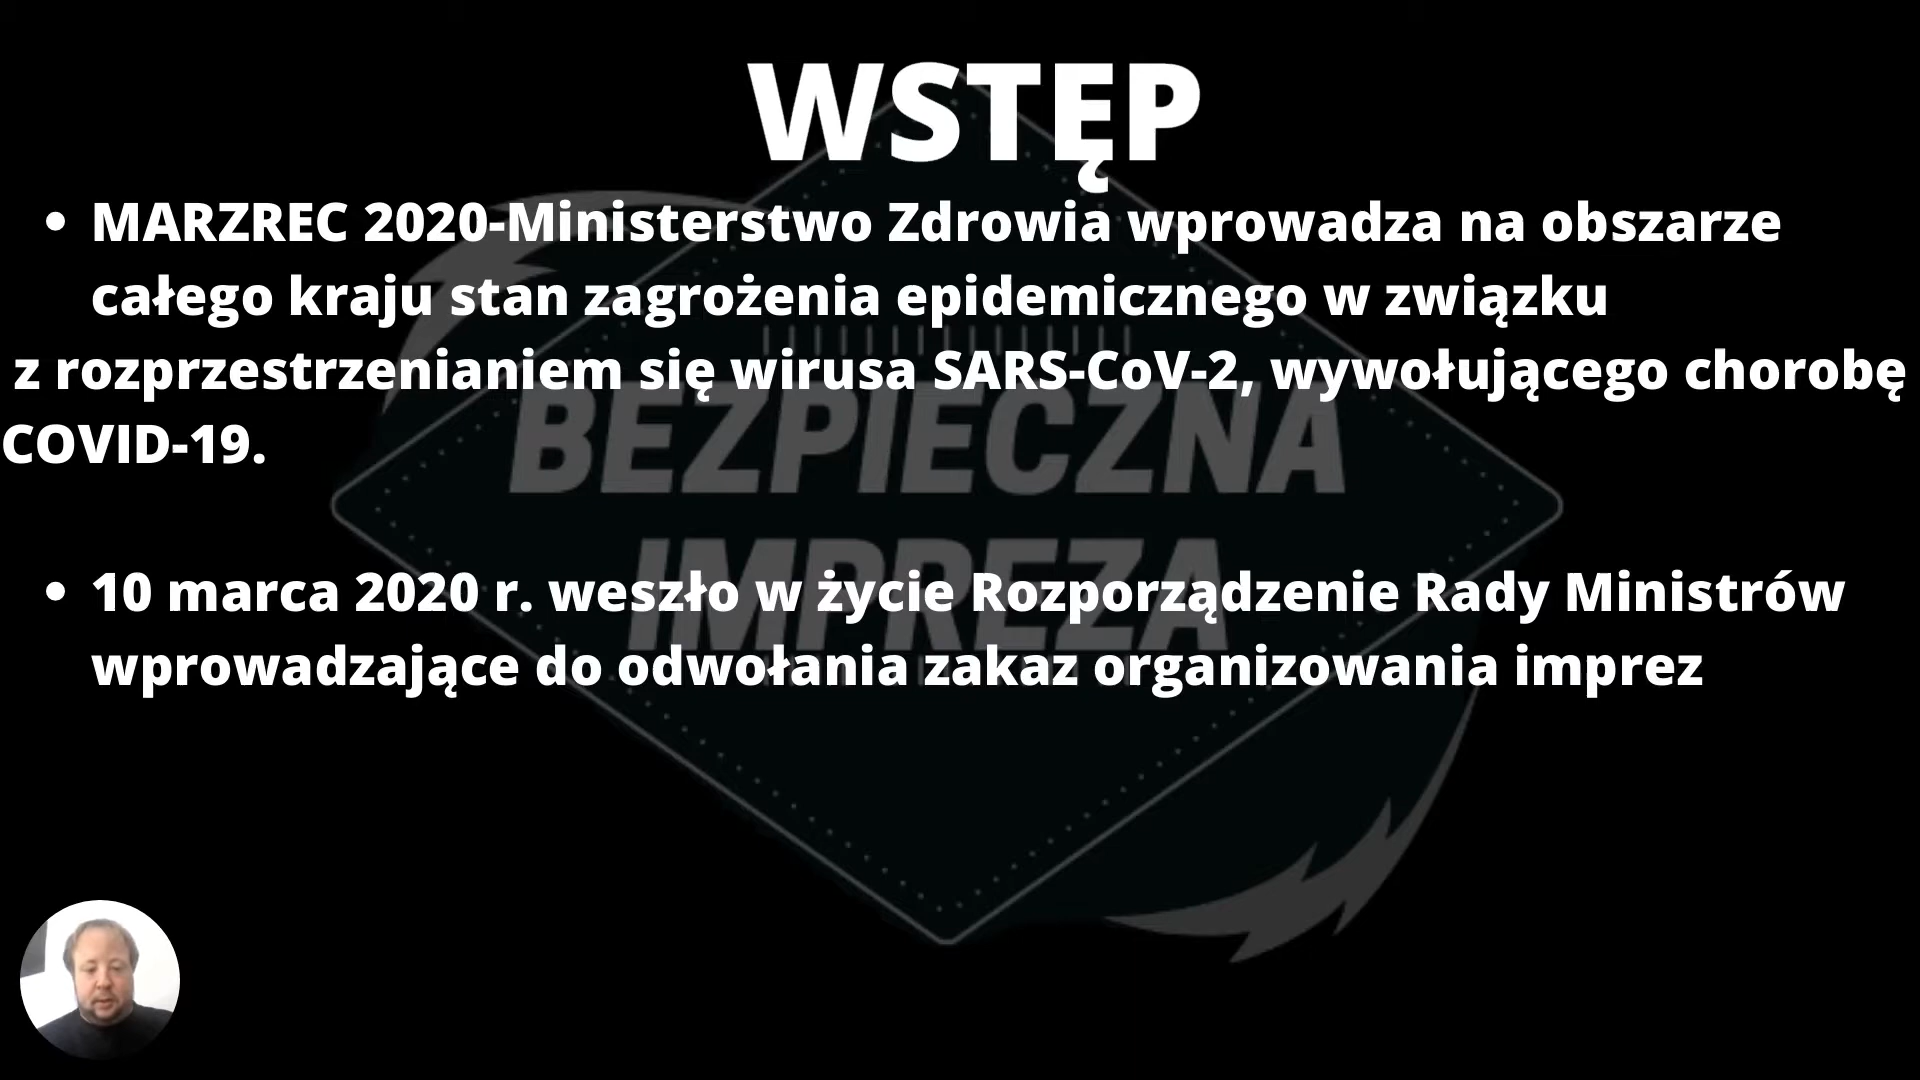 WSTĘP
• MARZREC 2020-Ministerstwo Zdrowia wprowadza na obszarze
całego kraju stan zagrożenia epidemicznego w związku
z rozprzestrzenianiem się wirusa SARS-CoV-2, wywołującego chorobę
COVID-19.
• 10 marca 2020 r. weszło w życie Rozporządzenie Rady Ministrów
wprowadzające do odwołania zakaz organizowania imprez
BEZPIECZNA
IMPREZA